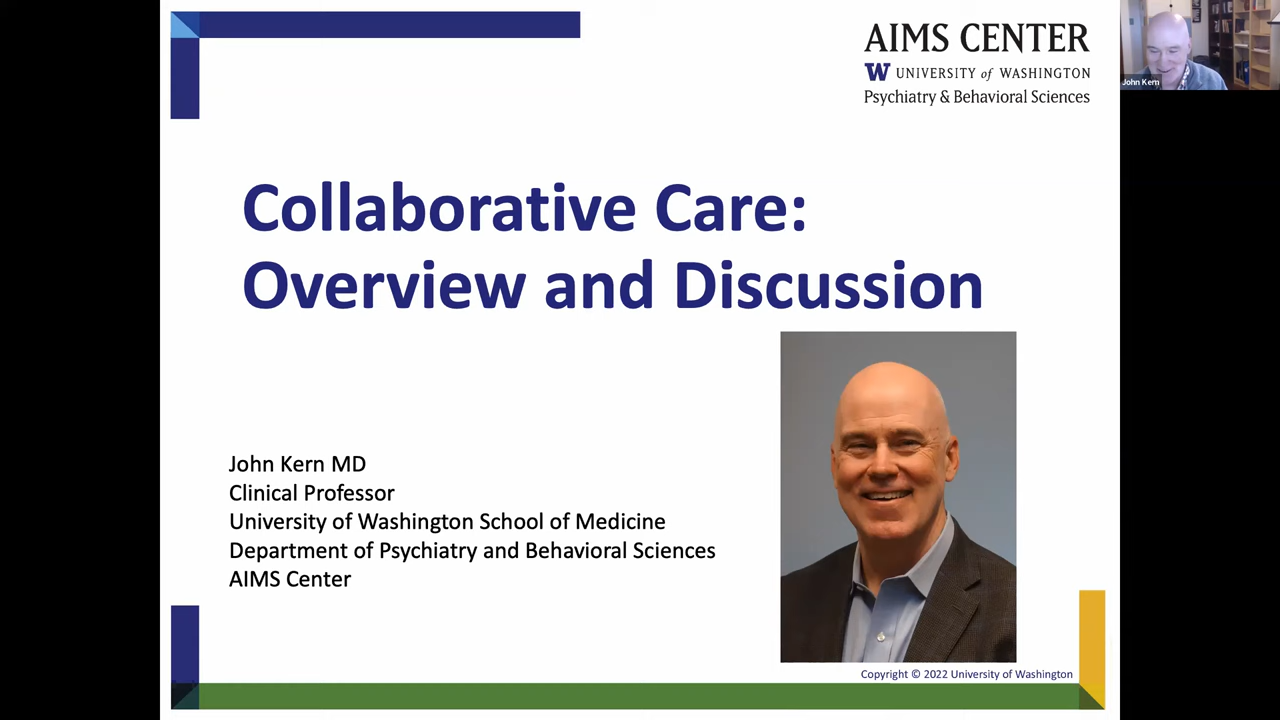 AIMS CENTER
W UNIVERSITY of WASHINGTON
Psychiatry & Behavioral Sciences
John Kern
Collaborative Care:
Overview and Discussion
John Kern MD
Clinical Professor
University of Washington School of Medicine
Department of Psychiatry and Behavioral Sciences
AIMS Center
Copyright © 2022 University of Washington